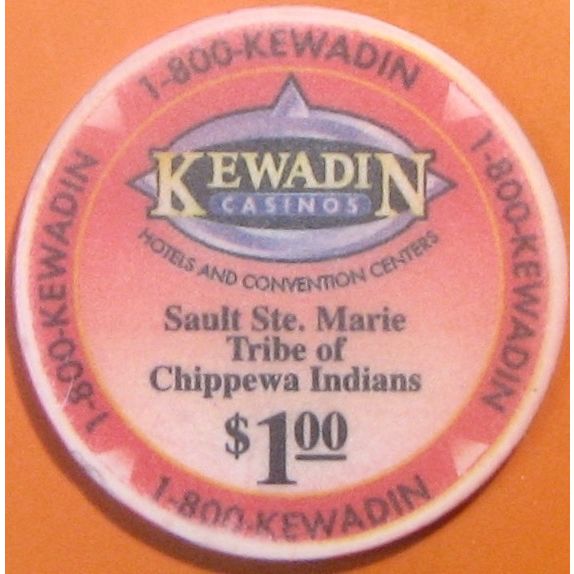 1-800-KEWADIN
KEWADIN
CASINOS
HOTELS AND CONVENTION CENTERS
Sault Ste. Marie
Tribe of
Chippewa Indians
$1.00
1-800-KEWADIN
1-800-KEWADIN
1-800-KEWADIN